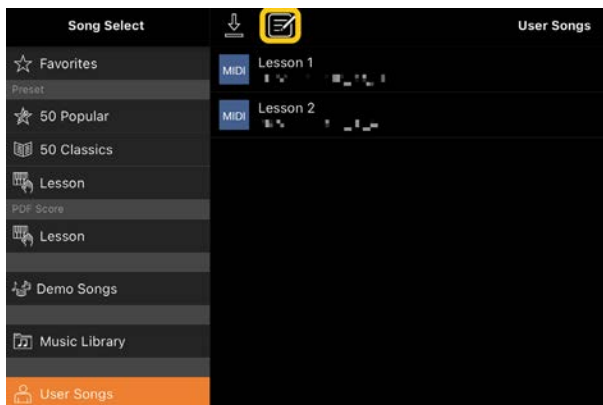 Song Select
User Songs
Favorites
Preset
50 Popular
50 Classics
Lesson
PDF Score
Lesson
Demo Songs
Music Library
User Songs
MIDI
Lesson 1
MIDI
Lesson 2